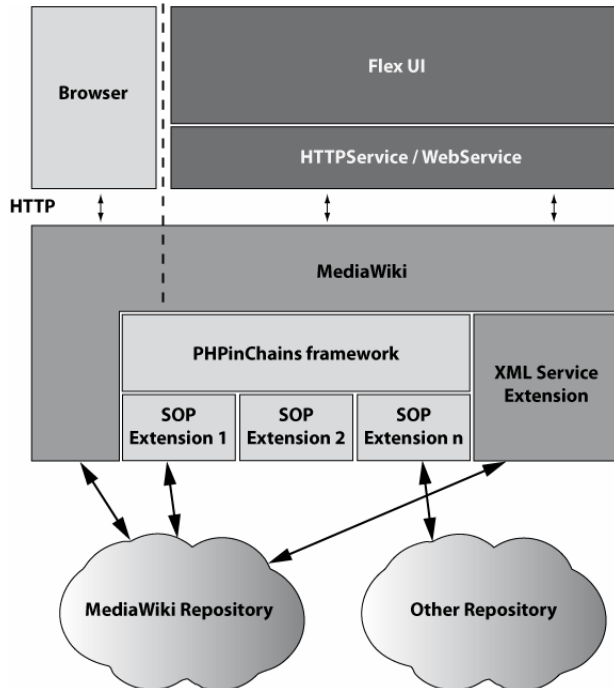 Browser
Flex UI
HTTPService / WebService
HTTP
MediaWiki
PHPinChains framework
XML Service
Extension
SOP
Extension 1
SOP
Extension 2
SOP
Extension n
MediaWiki Repository
Other Repository